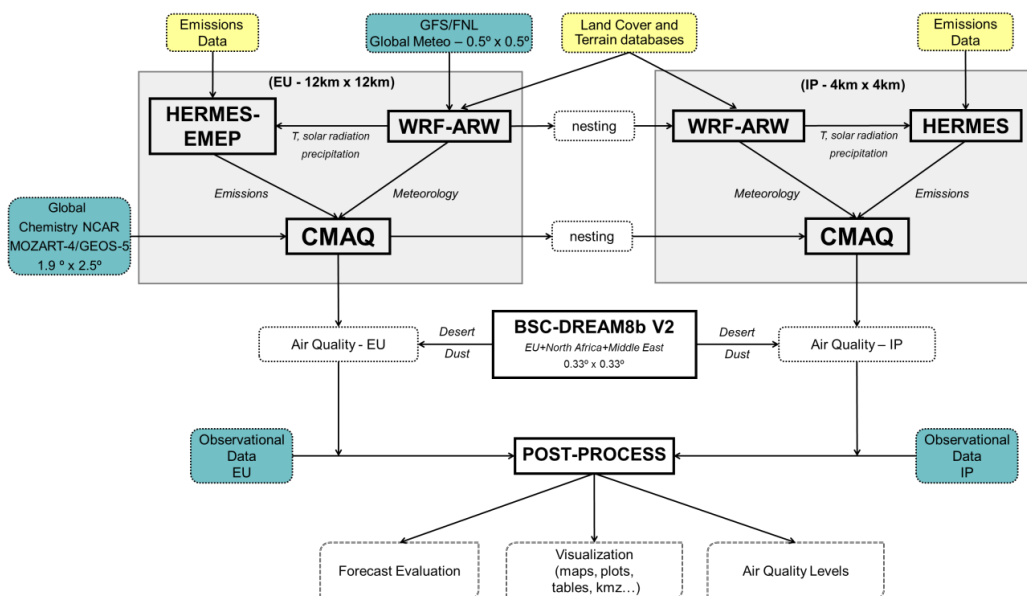 Emissions
Data
GFS/FNL
Global Meteo – 0.5º x 0.5º
Land Cover and
Terrain databases
Emissions
Data
(EU - 12km x 12km)
(IP - 4km x 4km)
HERMES-
EMEP
T, solar radiation
precipitation
WRF-ARW
nesting
WRF-ARW
T, solar radiation
precipitation
HERMES
Emissions
Meteorology
Meteorology
Emissions
Global
Chemistry NCAR
MOZART-4/GEOS-5
1.9 º x 2.5º
CMAQ
nesting
CMAQ
Air Quality - EU
Desert
Dust
BSC-DREAM8b V2
EU+North Africa+Middle East
0.33º x 0.33º
Desert
Dust
Air Quality – IP
Observational
Data
EU
POST-PROCESS
Observational
Data
IP
Forecast Evaluation
Visualization
(maps, plots,
tables, kmz…)
Air Quality Levels